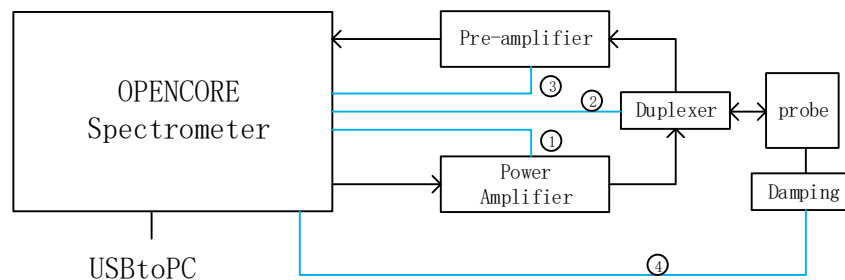 Pre-amplifier
③
OPENCORE
Spectrometer
②
Duplexer
probe
①
Power
Amplifier
Damping
④
USBtoPC